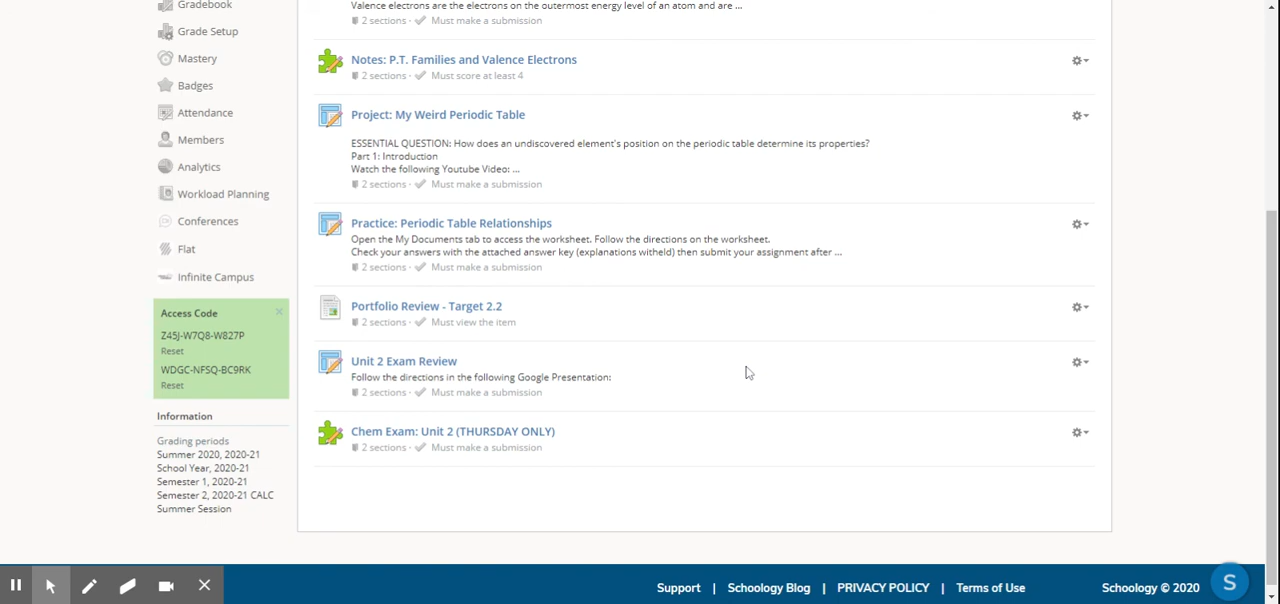 Gradebook
Grade Setup
Mastery
Badges
Attendance
Members
Analytics
Workload Planning
Conferences
Flat
Infinite Campus
Access Code
Z45J-W7Q8-W827P
Reset
WDGC-NFSQ-BC9RK
Reset
Information
Grading periods
Summer 2020, 2020-21
School Year, 2020-21
Semester 1, 2020-21
Semester 2, 2020-21 CALC
Summer Session
Valence electrons are the electrons on the outermost energy level of an atom and are ...
2 sections · Must make a submission
Notes: P.T. Families and Valence Electrons
2 sections · Must score at least 4
Project: My Weird Periodic Table
ESSENTIAL QUESTION: How does an undiscovered element's position on the periodic table determine its properties?
Part 1: Introduction
Watch the following Youtube Video: ...
2 sections · Must make a submission
Practice: Periodic Table Relationships
Open the My Documents tab to access the worksheet. Follow the directions on the worksheet.
Check your answers with the attached answer key (explanations witheld) then submit your assignment after ...
2 sections · Must make a submission
Portfolio Review - Target 2.2
2 sections · Must view the item
Unit 2 Exam Review
Follow the directions in the following Google Presentation:
2 sections · Must make a submission
Chem Exam: Unit 2 (THURSDAY ONLY)
2 sections · Must make a submission
Support | Schoology Blog | PRIVACY POLICY | Terms of Use Schoology © 2020
S